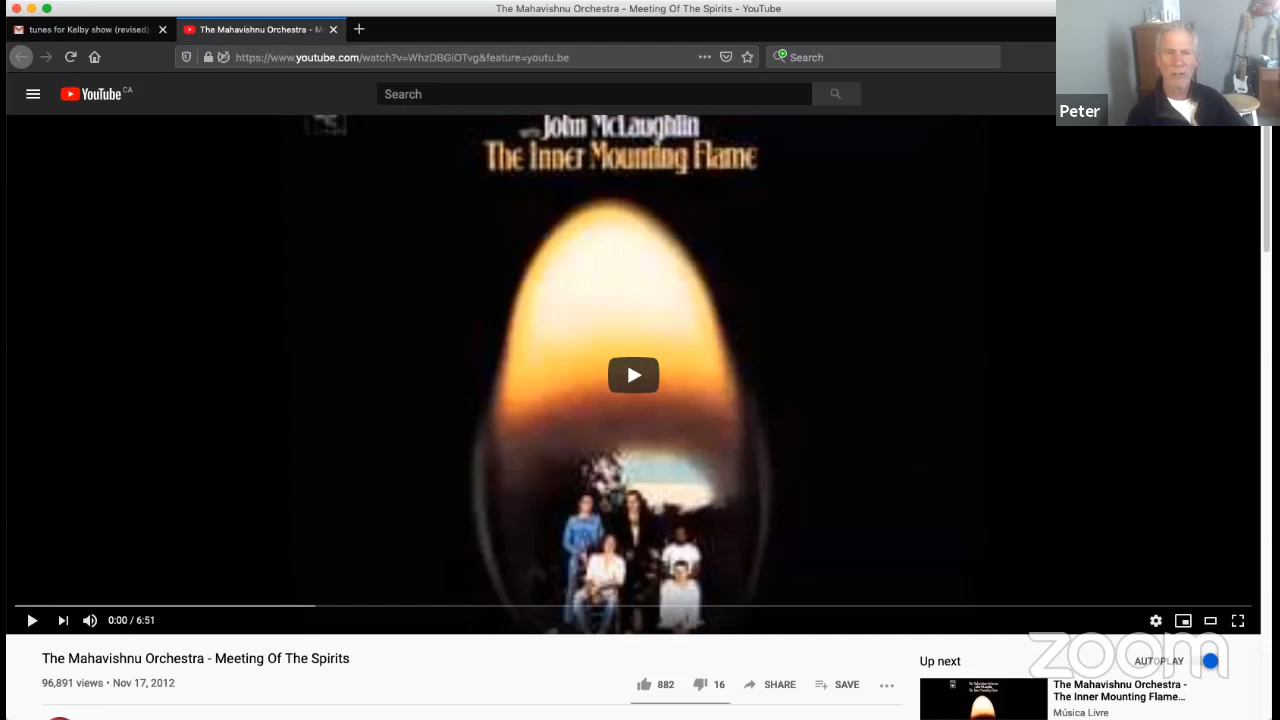 The Mahavishnu Orchestra - Meeting Of The Spirits - YouTube
tunes for Kelby show (revised)
The Mahavishnu Orchestra - M
https://www.youtube.com/watch?v=WhzDBGiOTvg&feature=youtu.be
Search
Peter
YouTube CA
Search
with John McLaughlin
The Inner Mounting Flame
0:00 / 6:51
The Mahavishnu Orchestra - Meeting Of The Spirits
96,891 views • Nov 17, 2012
882
16
SHARE
SAVE
Up next
AUTOPLAY
zoom
The Mahavishnu Orchestra -
The Inner Mounting Flame...
Música Livre